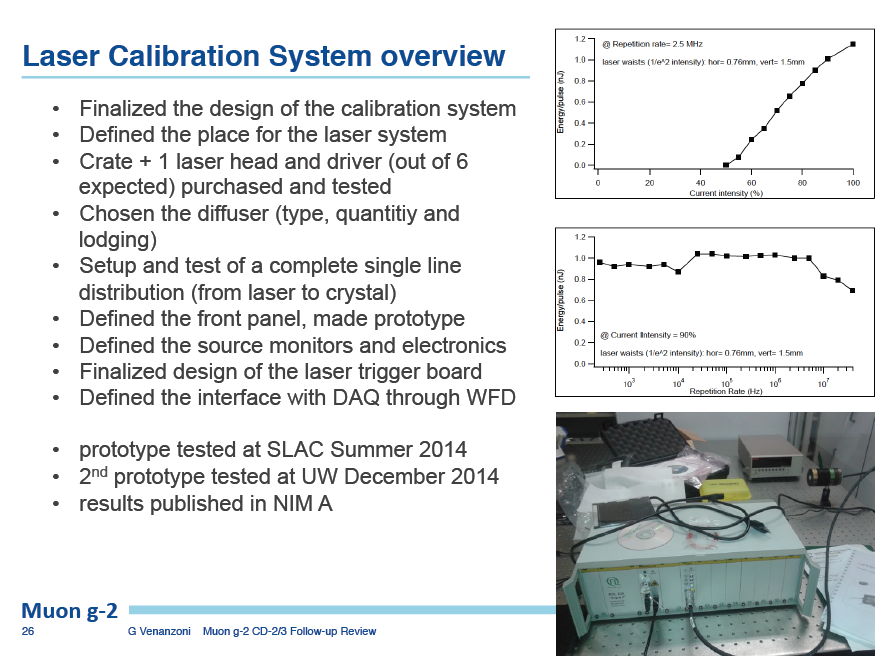 Laser Calibration System overview
• Finalized the design of the calibration system
• Defined the place for the laser system
• Crate + 1 laser head and driver (out of 6
expected) purchased and tested
• Chosen the diffuser (type, quantitiy and
lodging)
• Setup and test of a complete single line
distribution (from laser to crystal)
• Defined the front panel, made prototype
• Defined the source monitors and electronics
• Finalized design of the laser trigger board
• Defined the interface with DAQ through WFD
• prototype tested at SLAC Summer 2014
• 2nd prototype tested at UW December 2014
• results published in NIM A
1.2
1.0
0.8
0.6
0.4
0.2
0.0
Energy/pulse (nJ)
@ Repetition rate= 2.5 MHz
laser waists (1/e^2 intensity): hor= 0.76mm, vert= 1.5mm
0 20 40 60 80 100
Current intensity (%)
1.2
1.0
0.8
0.6
0.4
0.2
0.0
Energy/pulse (nJ)
@ Current Intensity = 90%
laser waists (1/e^2 intensity): hor= 0.76mm, vert= 1.5mm
10³ 10⁴ 10⁵ 10⁶ 10⁷
Repetition Rate (Hz)
Muon g-2
26 G Venanzoni Muon g-2 CD-2/3 Follow-up Review